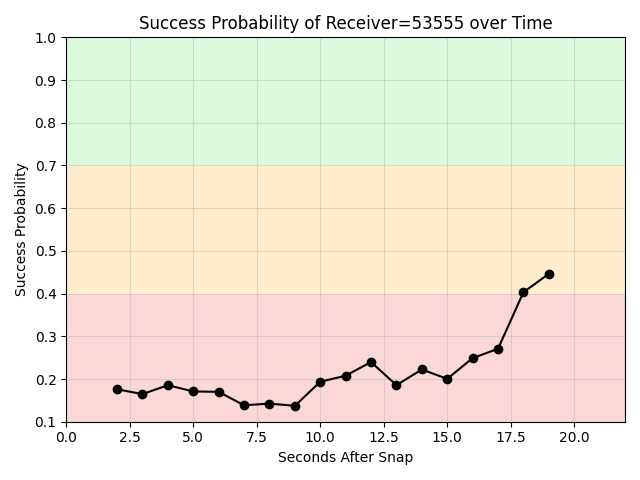 Success Probability of Receiver=53555 over Time
1.0
0.9
0.8
0.7
0.6
0.5
0.4
0.3
0.2
0.1
Success Probability
0.0 2.5 5.0 7.5 10.0 12.5 15.0 17.5 20.0
Seconds After Snap